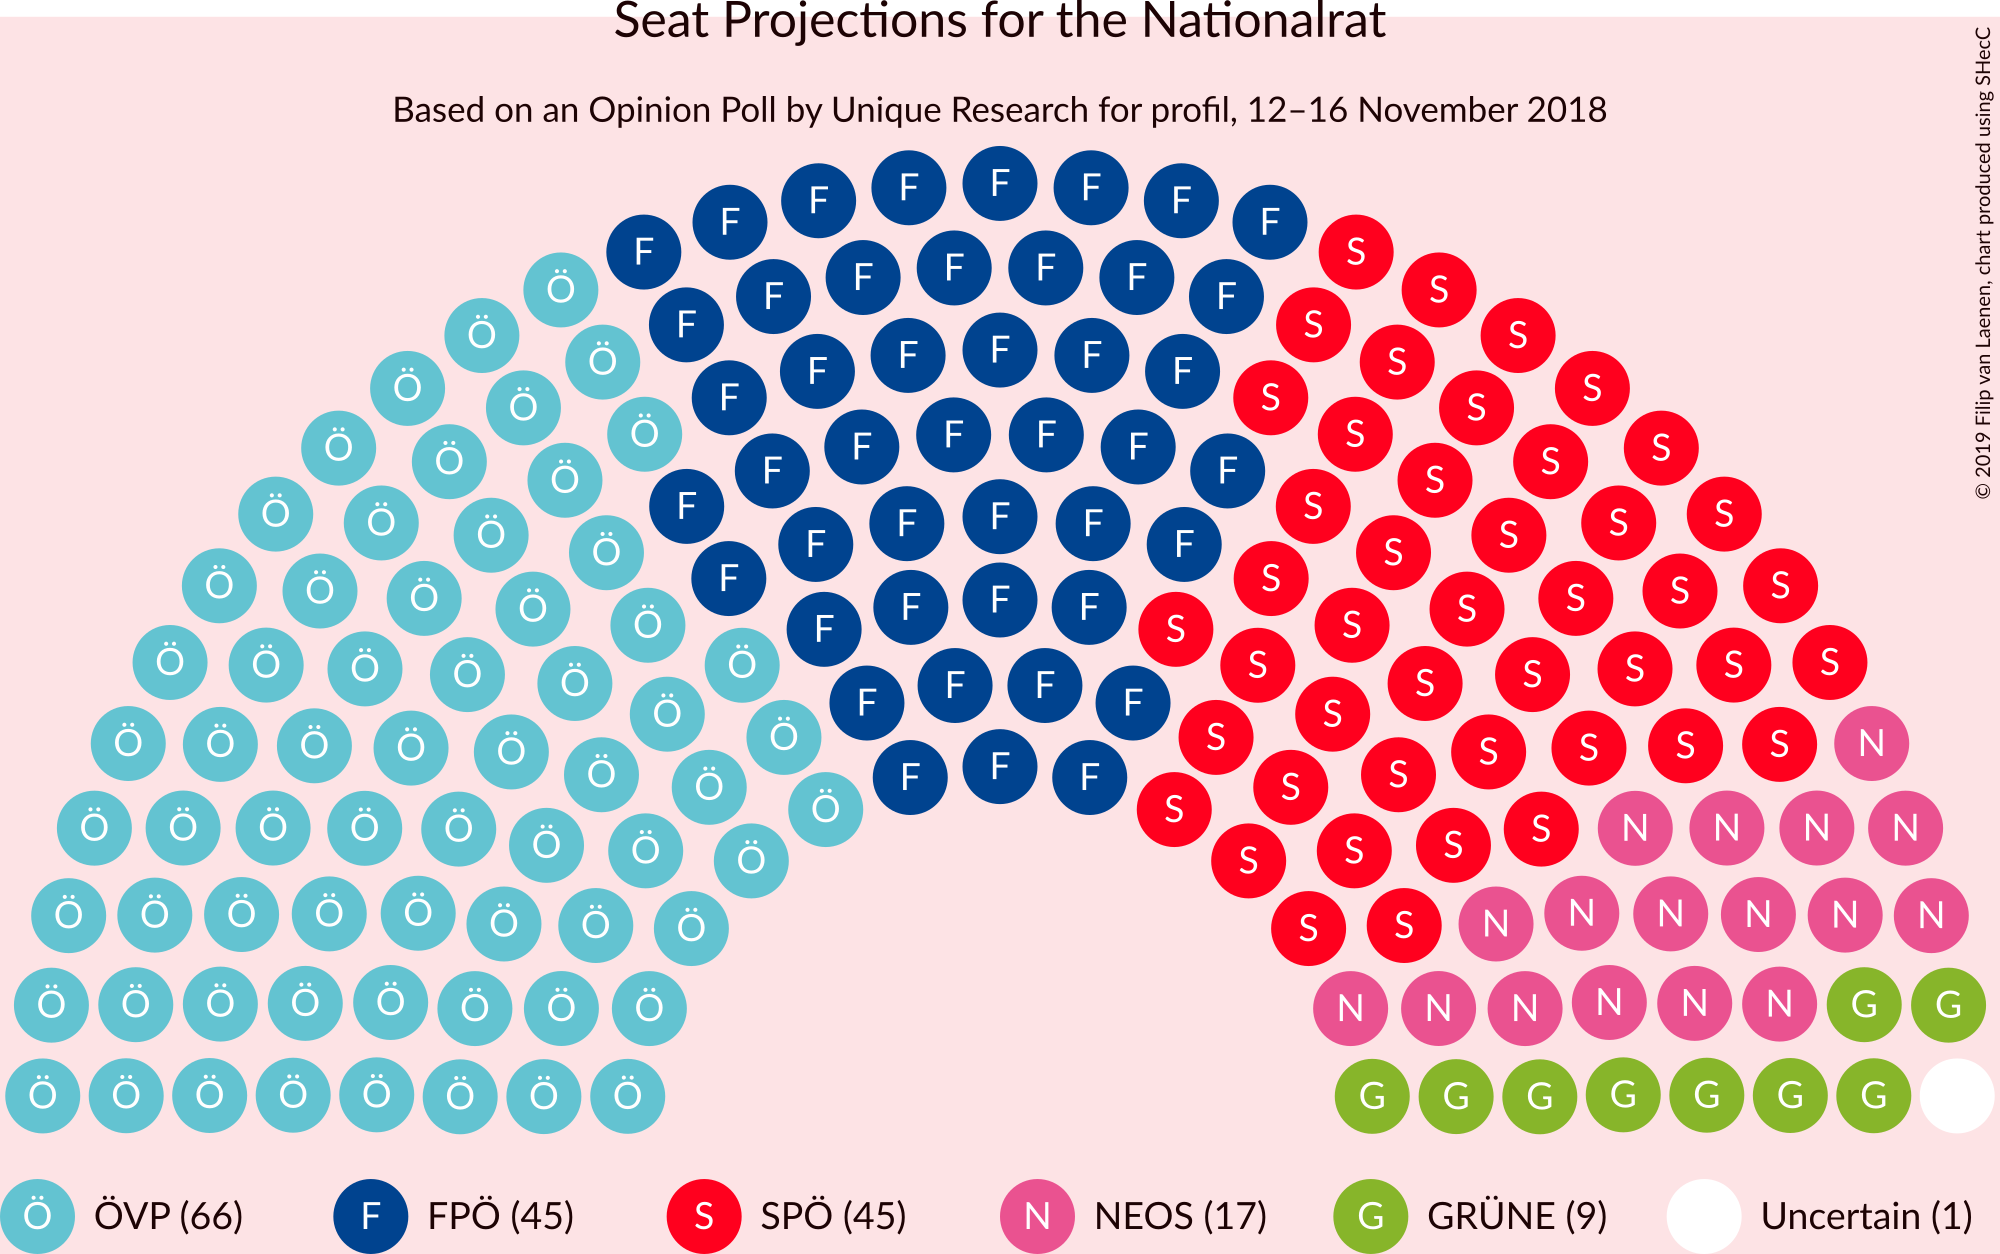 Seat Projections for the Nationalrat
Based on an Opinion Poll by Unique Research for profil, 12–16 November 2018
© 2019 Filip van Laenen, chart produced using SHecC
F F F F F F F F S
Ö F F F F F F F S S
Ö Ö F F F F F F S S S
Ö Ö Ö F F F F F F S S S S
Ö Ö Ö F F F F F F S S S S
Ö Ö Ö Ö F F F F F S S S S S
Ö Ö Ö Ö Ö F F F F S S S S S S
Ö Ö Ö Ö Ö Ö F F F F S S S S S S
Ö Ö Ö Ö Ö Ö Ö F F F S S S S S S S N
Ö Ö Ö Ö Ö Ö Ö Ö Ö S S S S S N N N N
Ö Ö Ö Ö Ö Ö Ö Ö S S N N N N N N
Ö Ö Ö Ö Ö Ö Ö Ö N N N N N N G G
Ö Ö Ö Ö Ö Ö Ö Ö G G G G G G G
Ö ÖVP (66) F FPÖ (45) S SPÖ (45) N NEOS (17) G GRÜNE (9) Uncertain (1)